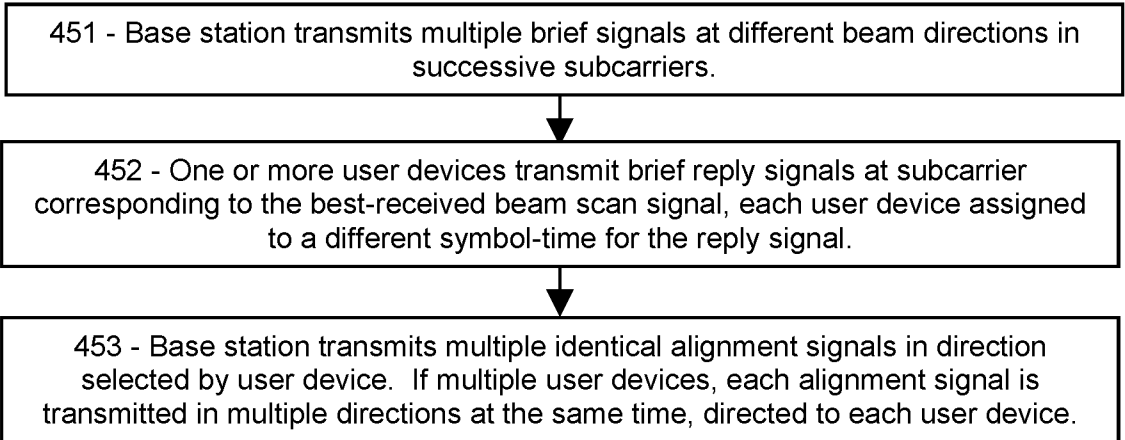 451 - Base station transmits multiple brief signals at different beam directions in
successive subcarriers.
452 - One or more user devices transmit brief reply signals at subcarrier
corresponding to the best-received beam scan signal, each user device assigned
to a different symbol-time for the reply signal.
453 - Base station transmits multiple identical alignment signals in direction
selected by user device.  If multiple user devices, each alignment signal is
transmitted in multiple directions at the same time, directed to each user device.